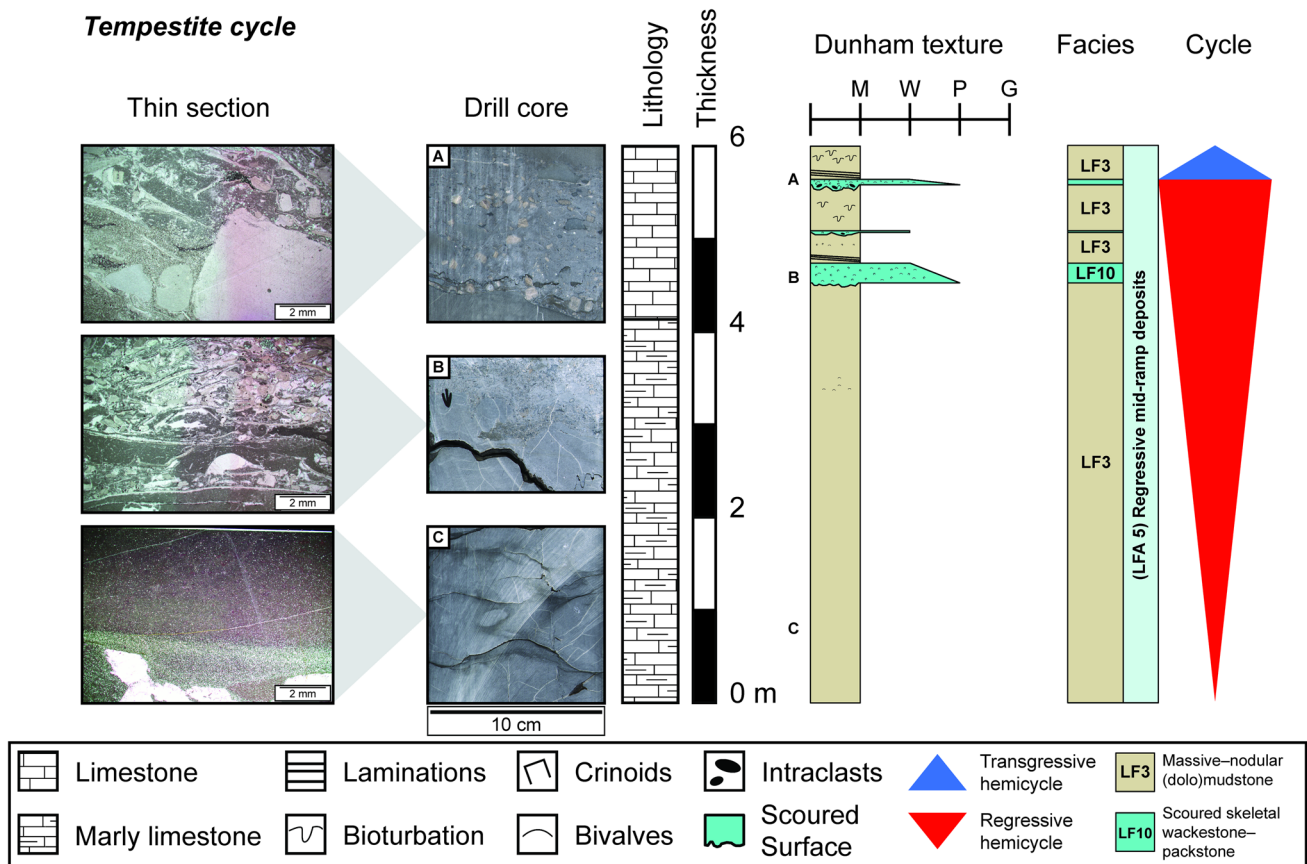 Tempestite cycle
Thin section
Drill core
Lithology
Thickness
Dunham texture
Facies
Cycle
M W P G
6
4
2
0 m
A
B
C
2 mm
2 mm
2 mm
10 cm
A
B
C
LF3
LF3
LF3
LF10
LF3
(LFA 5) Regressive mid-ramp deposits
Limestone
Laminations
Crinoids
Intraclasts
Transgressive
hemicycle
LF3
Massive–nodular
(dolo)mudstone
Marly limestone
Bioturbation
Bivalves
Scoured
Surface
Regressive
hemicycle
LF10
Scoured skeletal
wackestone–
packstone